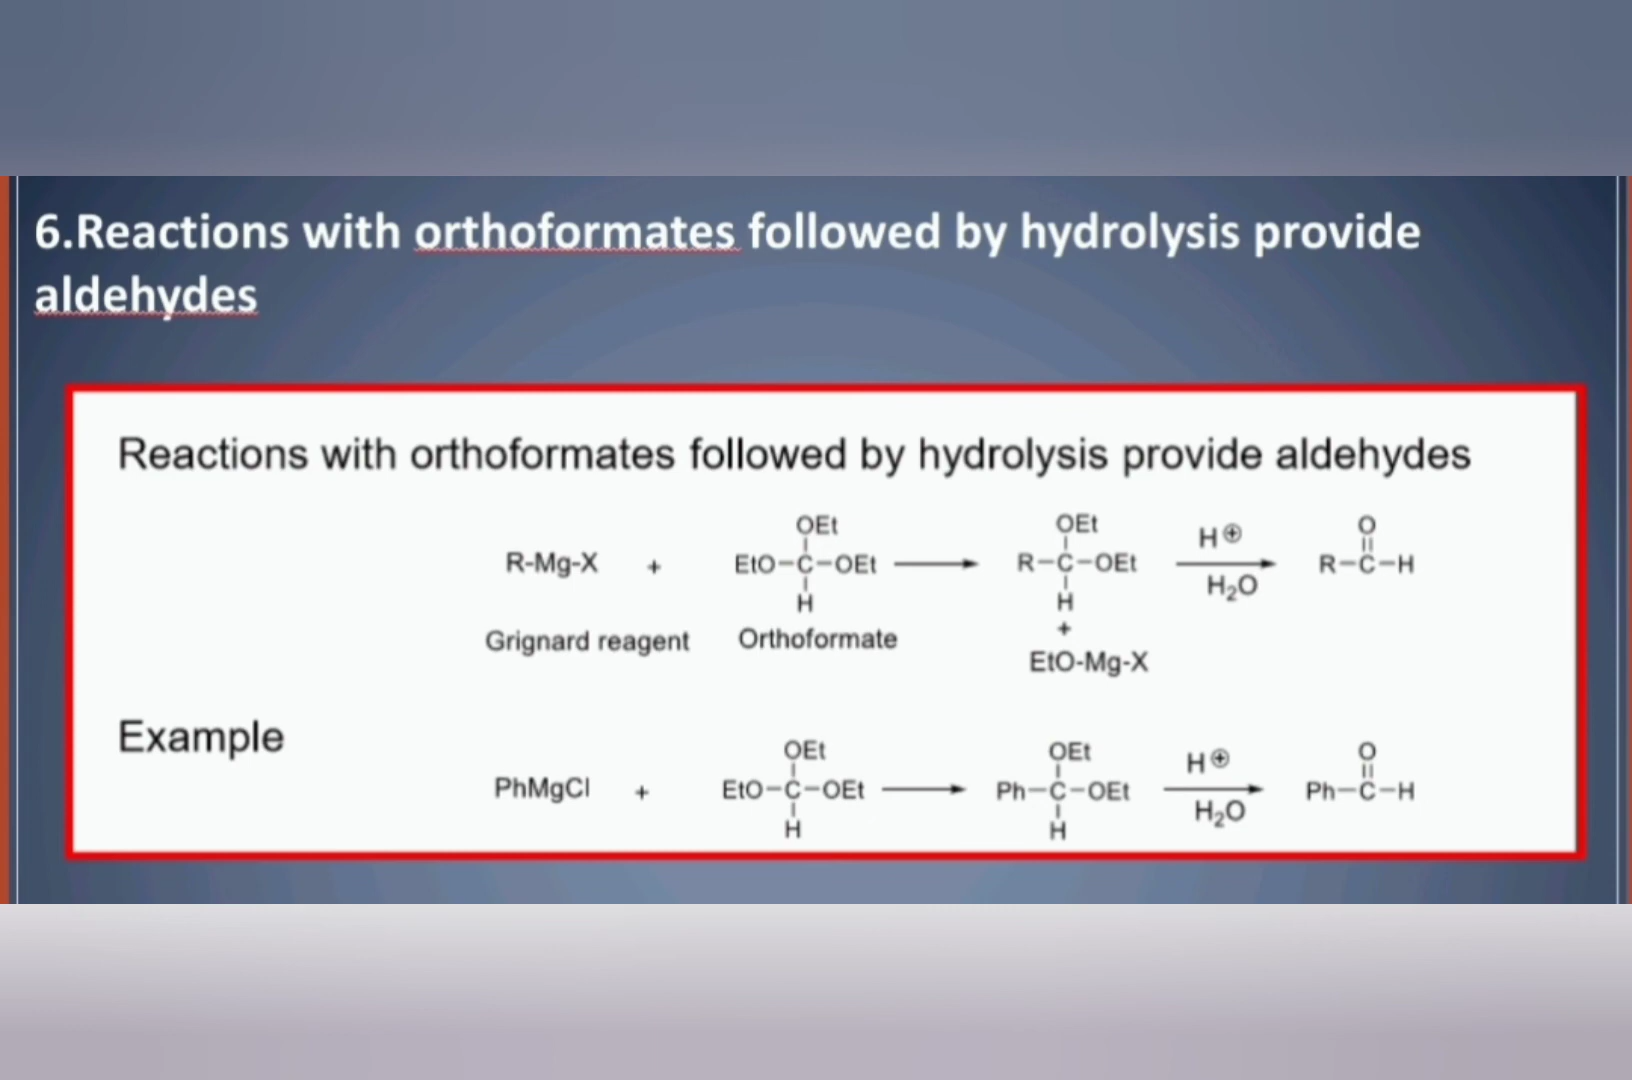 6.Reactions with orthoformates followed by hydrolysis provide
aldehydes
Reactions with orthoformates followed by hydrolysis provide aldehydes
OEt OEt H⊕ O
R-Mg-X + EtO-C-OEt R-C-OEt H₂O R-C-H
H H
Grignard reagent Orthoformate +
EtO-Mg-X
Example
OEt OEt H⊕ O
PhMgCl + EtO-C-OEt Ph-C-OEt H₂O Ph-C-H
H H